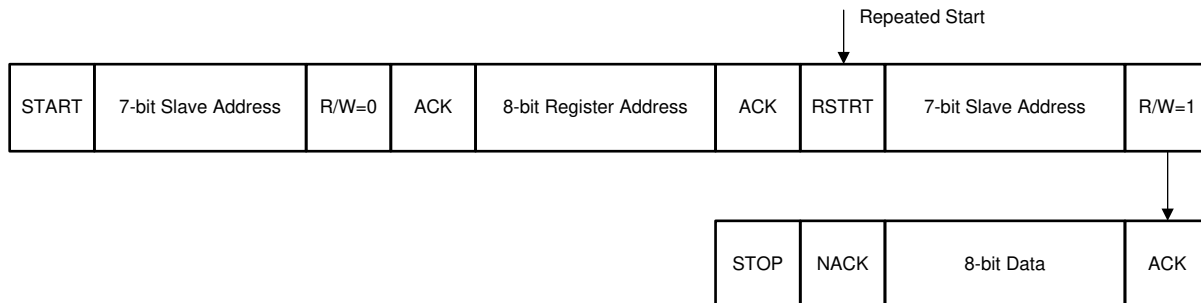 Repeated Start
START 7-bit Slave Address R/W=0 ACK 8-bit Register Address ACK RSTRT 7-bit Slave Address R/W=1
STOP NACK 8-bit Data ACK